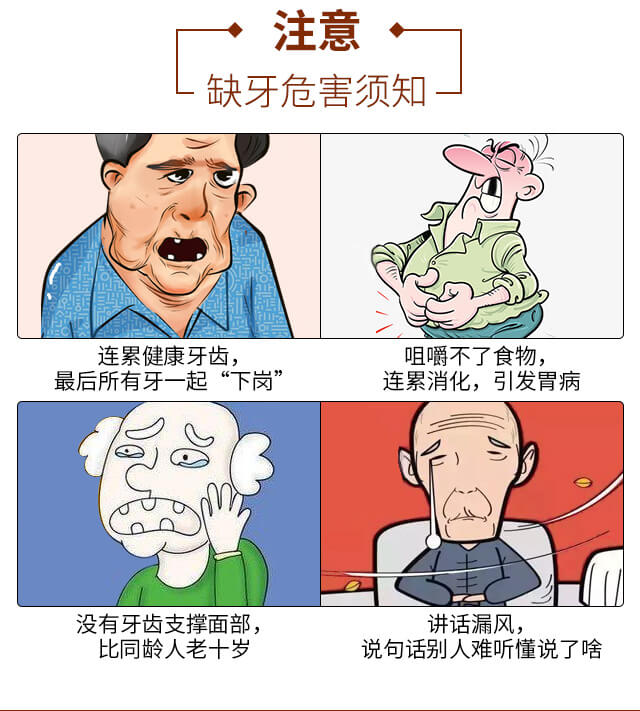 注意
缺牙危害须知
连累健康牙齿，
最后所有牙一起“下岗”
咀嚼不了食物，
连累消化，引发胃病
没有牙齿支撑面部，
比同龄人老十岁
讲话漏风，
说句话别人难听懂说了啥